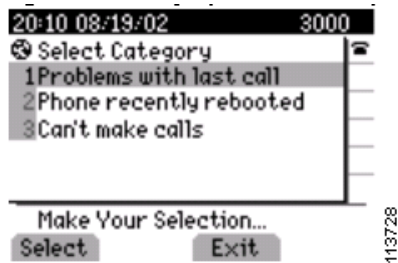 20:10 08/19/02 3000
Select Category
1 Problems with last call
2 Phone recently rebooted
3 Can't make calls
Make Your Selection...
Select Exit
113728